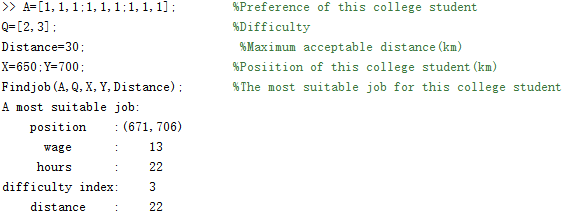 >> A=[1,1,1;1,1,1;1,1,1]; %Preference of this college student
Q=[2,3]; %Difficulty
Distance=30; %Maximum acceptable distance(km)
X=650;Y=700; %Posiition of this college student(km)
Findjob(A,Q,X,Y,Distance); %The most suitable job for this college student
A most suitable job:
position :(671,706)
wage : 13
hours : 22
difficulty index: 3
distance : 22